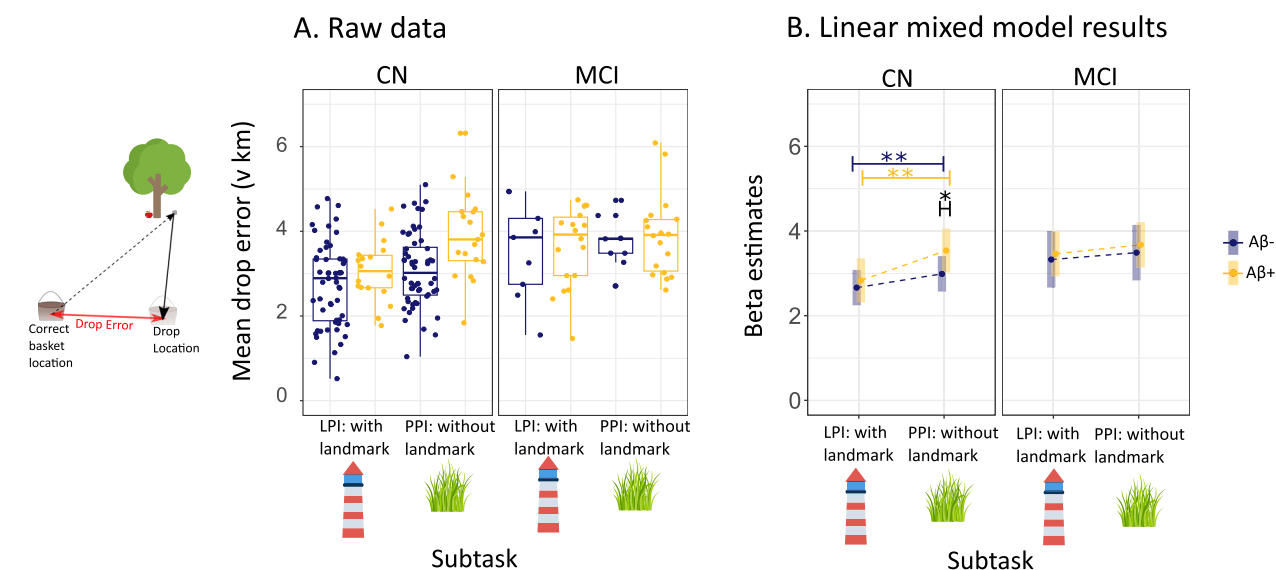 A. Raw data
CN
MCI
Mean drop error (v km)
6
4
2
0
Correct
basket
location
Drop Error
Drop
Location
LPI: with
landmark
PPI: without
landmark
LPI: with
landmark
PPI: without
landmark
Subtask
B. Linear mixed model results
CN
MCI
Beta estimates
6
4
2
0
**
**
*
LPI: with
landmark
PPI: without
landmark
LPI: with
landmark
PPI: without
landmark
Subtask
Aβ-
Aβ+